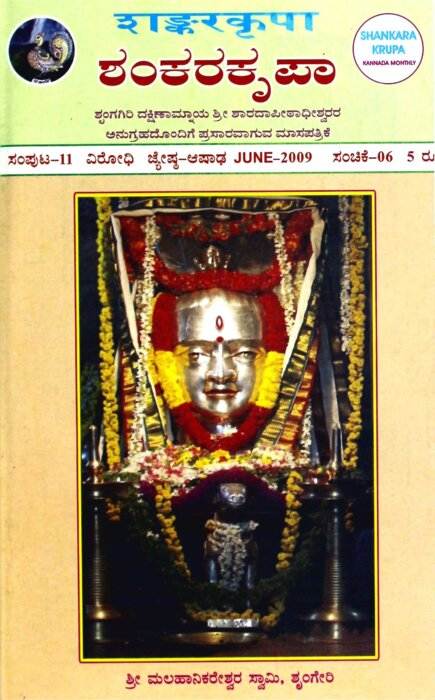 शङ्करकृपा
SHANKARA
KRUPA
KANNADA MONTHLY
ಶಂಕರಕೃಪಾ
ಶೃಂಗಗಿರಿ ದಕ್ಷಿಣಾಮ್ನಾಯ ಶ್ರೀ ಶಾರದಾಪೀಠಾಧೀಶ್ವರರ
ಅನುಗ್ರಹದೊಂದಿಗೆ ಪ್ರಸಾರವಾಗುವ ಮಾಸಪತ್ರಿಕೆ
ಸಂಪುಟ-11 ವಿರೋಧಿ ಜ್ಯೇಷ್ಠ-ಆಷಾಢ JUNE-2009 ಸಂಚಿಕೆ-06 5 ರೂ
ಶ್ರೀ ಮಲಹಾನಿಕರೇಶ್ವರ ಸ್ವಾಮಿ, ಶೃಂಗೇರಿ